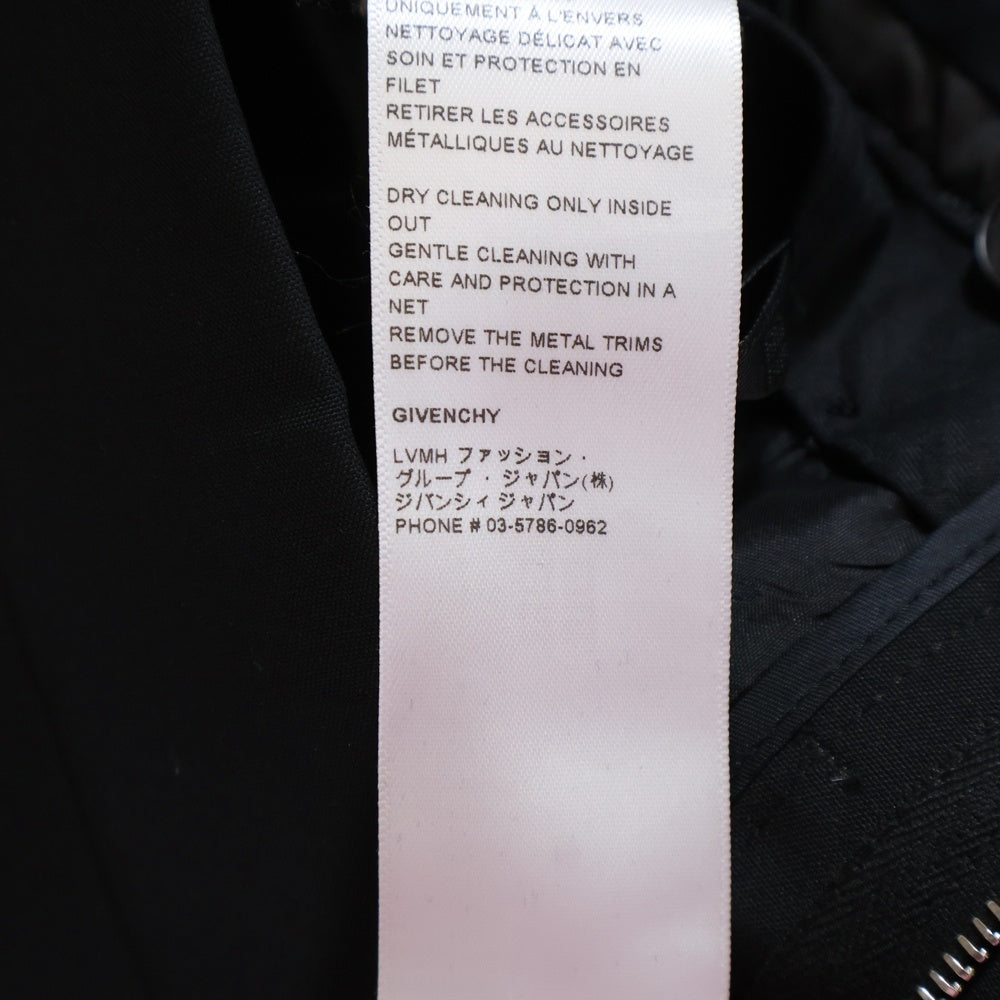 UNIQUEMENT À L'ENVERS
NETTOYAGE DÉLICAT AVEC
SOIN ET PROTECTION EN
FILET
RETIRER LES ACCESSOIRES
MÉTALLIQUES AU NETTOYAGE
DRY CLEANING ONLY INSIDE
OUT
GENTLE CLEANING WITH
CARE AND PROTECTION IN A
NET
REMOVE THE METAL TRIMS
BEFORE THE CLEANING
GIVENCHY
LVMH ファッション・
グループ・ジャパン(株)
ジバンシィ ジャパン
PHONE # 03-5786-0962